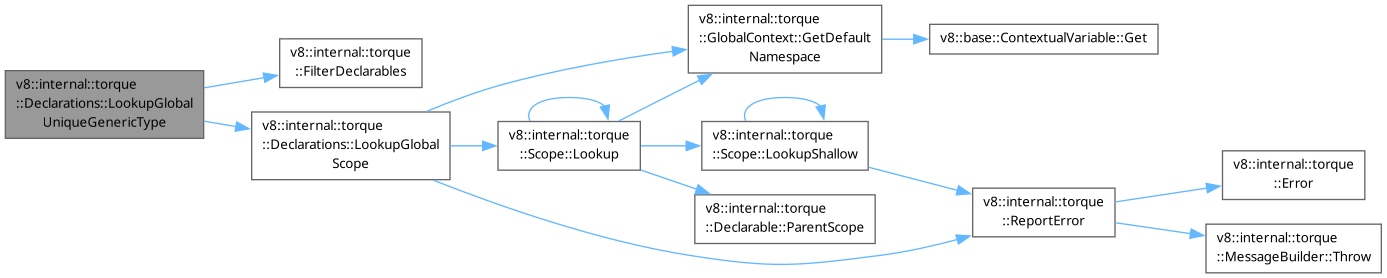 v8::internal::torque
::Declarations::LookupGlobal
UniqueGenericType
v8::internal::torque
::FilterDeclarables
v8::internal::torque
::Declarations::LookupGlobal
Scope
v8::internal::torque
::Scope::Lookup
v8::internal::torque
::GlobalContext::GetDefault
Namespace
v8::internal::torque
::Scope::LookupShallow
v8::internal::torque
::Declarable::ParentScope
v8::base::ContextualVariable::Get
v8::internal::torque
::ReportError
v8::internal::torque
::Error
v8::internal::torque
::MessageBuilder::Throw